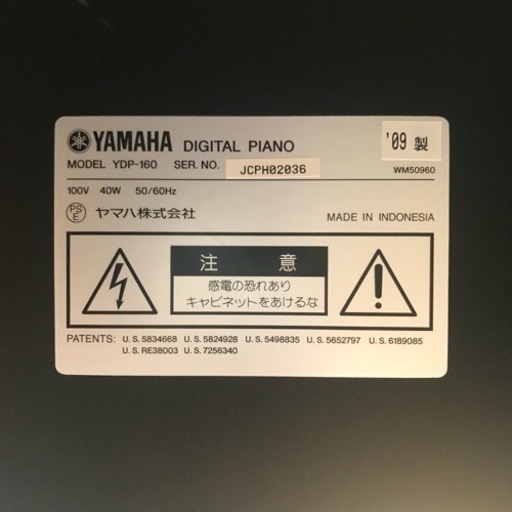 YAMAHA DIGITAL PIANO
'09 製
MODEL YDP-160 SER. NO. JCPH02036
WM50960
100V 40W 50/60Hz
PS E ヤマハ株式会社
MADE IN INDONESIA
注意
感電の恐れあり
キャビネットをあけるな
PATENTS: U.S. 5834668 U.S. 5824928 U.S. 5498835 U.S. 5652797 U.S. 6189085
U.S. RE38003 U.S. 7256340